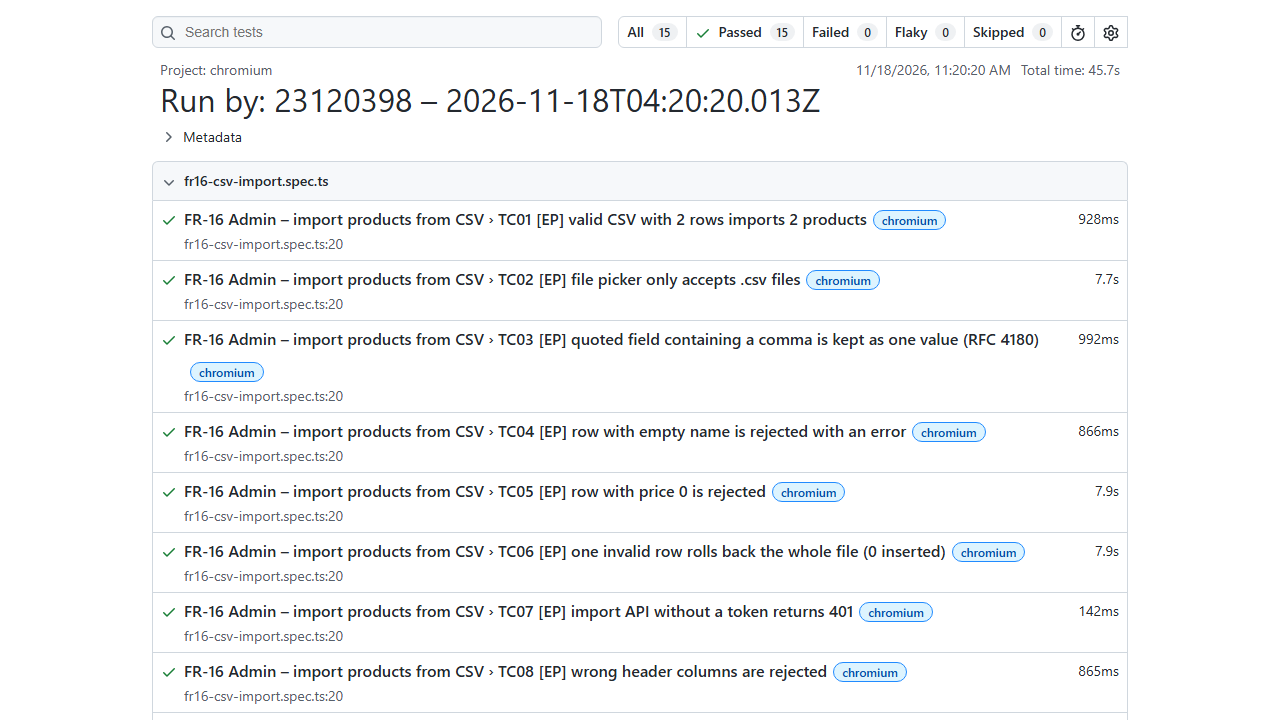 Search tests
All 15 Passed 15 Failed 0 Flaky 0 Skipped 0
Project: chromium 11/18/2026, 11:20:20 AM Total time: 45.7s
Run by: 23120398 – 2026-11-18T04:20:20.013Z
Metadata
fr16-csv-import.spec.ts
FR-16 Admin – import products from CSV › TC01 [EP] valid CSV with 2 rows imports 2 products chromium 928ms
fr16-csv-import.spec.ts:20
FR-16 Admin – import products from CSV › TC02 [EP] file picker only accepts .csv files chromium 7.7s
fr16-csv-import.spec.ts:20
FR-16 Admin – import products from CSV › TC03 [EP] quoted field containing a comma is kept as one value (RFC 4180) 992ms
chromium
fr16-csv-import.spec.ts:20
FR-16 Admin – import products from CSV › TC04 [EP] row with empty name is rejected with an error chromium 866ms
fr16-csv-import.spec.ts:20
FR-16 Admin – import products from CSV › TC05 [EP] row with price 0 is rejected chromium 7.9s
fr16-csv-import.spec.ts:20
FR-16 Admin – import products from CSV › TC06 [EP] one invalid row rolls back the whole file (0 inserted) chromium 7.9s
fr16-csv-import.spec.ts:20
FR-16 Admin – import products from CSV › TC07 [EP] import API without a token returns 401 chromium 142ms
fr16-csv-import.spec.ts:20
FR-16 Admin – import products from CSV › TC08 [EP] wrong header columns are rejected chromium 865ms
fr16-csv-import.spec.ts:20